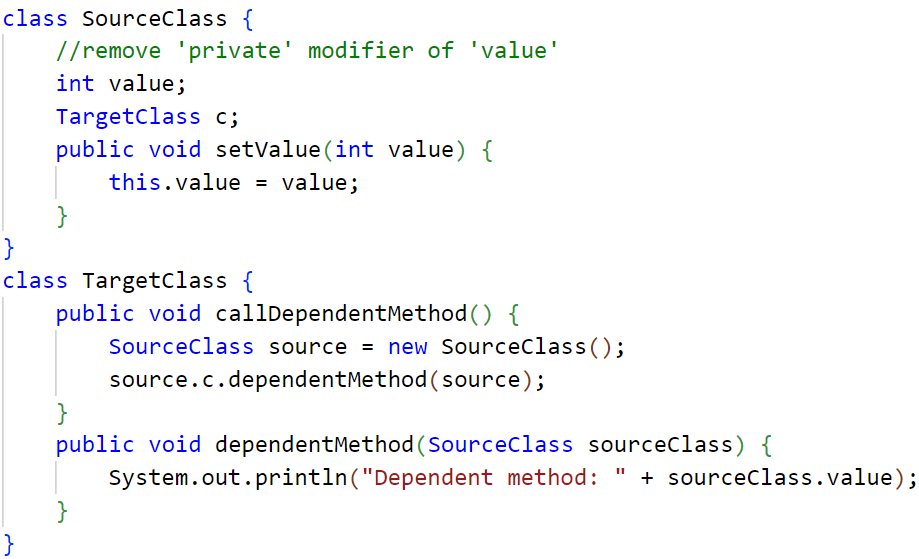 class SourceClass {
    //remove 'private' modifier of 'value'
    int value;
    TargetClass c;
    public void setValue(int value) {
        this.value = value;
    }
}
class TargetClass {
    public void callDependentMethod() {
        SourceClass source = new SourceClass();
        source.c.dependentMethod(source);
    }
    public void dependentMethod(SourceClass sourceClass) {
        System.out.println("Dependent method: " + sourceClass.value);
    }
}